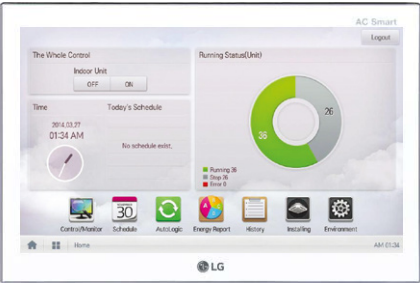 AC Smart
Logout
The Whole Control
Indoor Unit
OFF ON
Running Status(Unit)
26
36
Running 36
Stop 26
Error 0
Time
2014.03.27
01:34 AM
Today's Schedule
No schedule exist.
30
Control/Monitor Schedule AutoLogic Energy Report History Installing Environment
Home
AM 01:34
LG